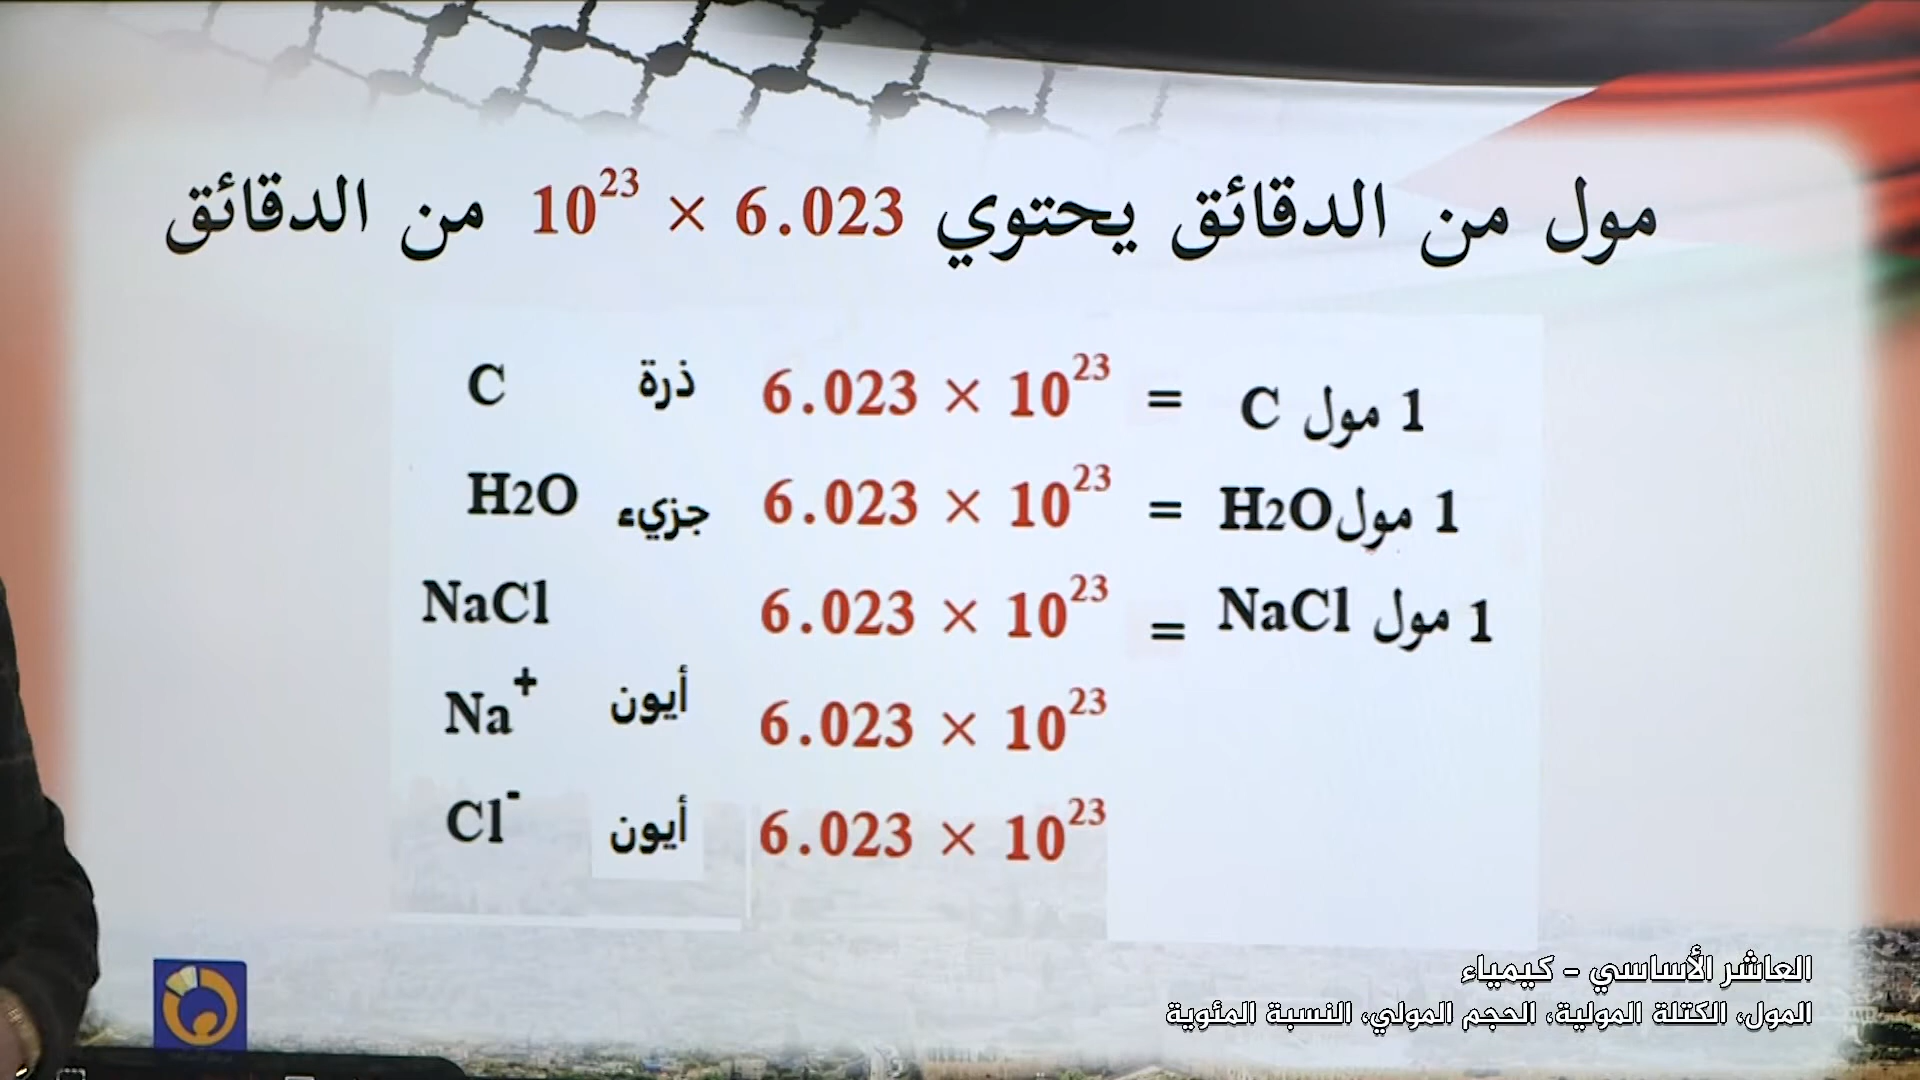 مول من الدقائق يحتوي 6.023 × 10²³ من الدقائق
1 مول C = 6.023 × 10²³ ذرة C
1 مول H2O = 6.023 × 10²³ جزيء H2O
1 مول NaCl = 6.023 × 10²³ NaCl
6.023 × 10²³ أيون Na⁺
6.023 × 10²³ أيون Cl⁻
العاشر الأساسي - كيمياء
المول، الكتلة المولية، الحجم المولي، النسبة المئوية